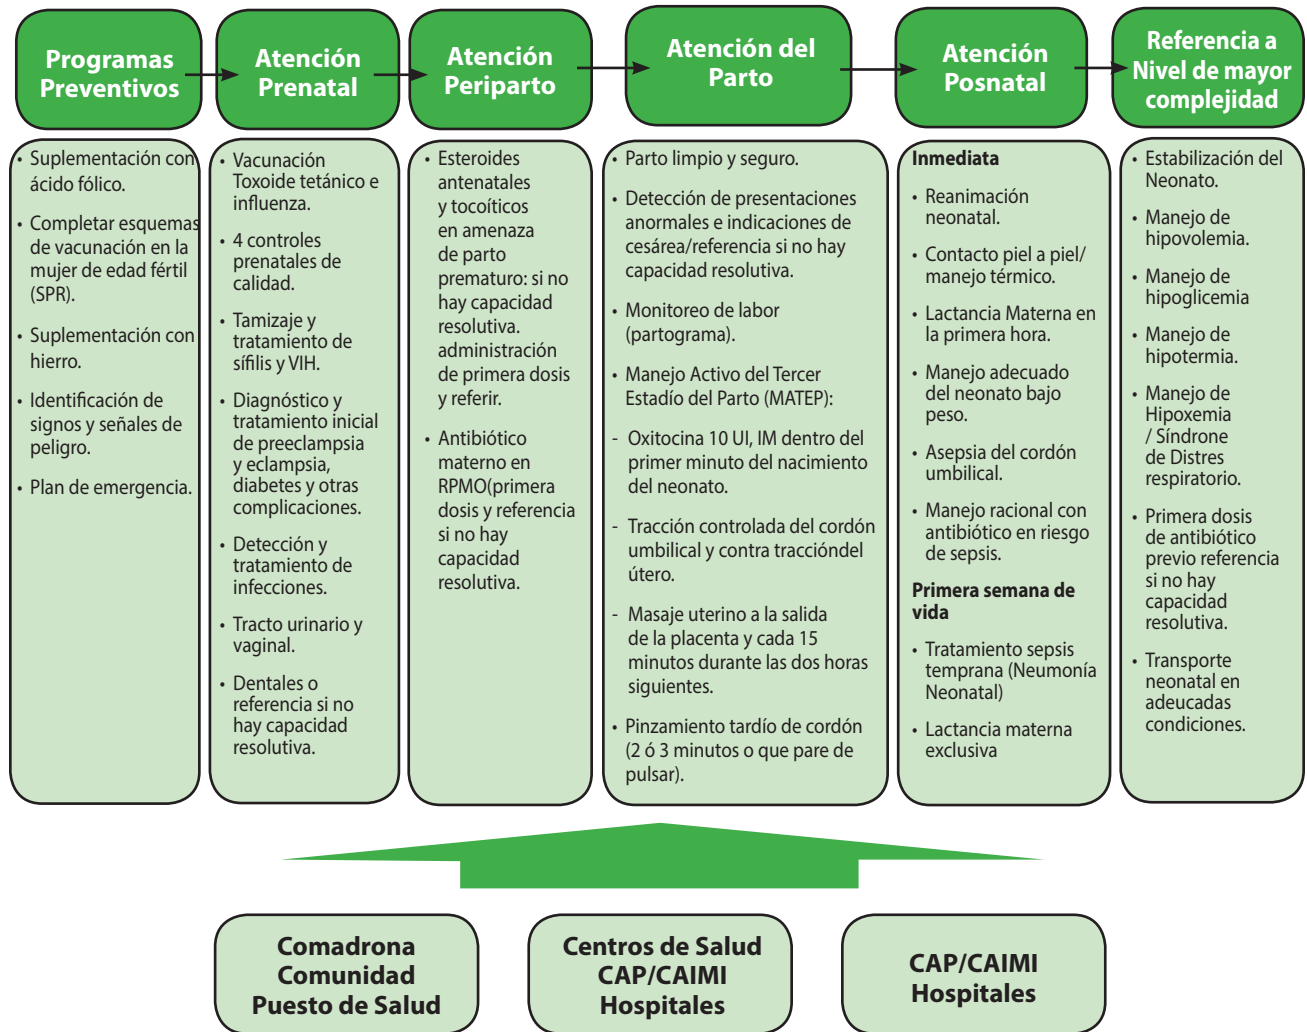 Programas
Preventivos
Atención
Prenatal
Atención
Periparto
Atención del
Parto
Atención
Posnatal
Referencia a
Nivel de mayor
complejidad
• Suplementación con
ácido fólico.
• Completar esquemas
de vacunación en la
mujer de edad fértil
(SPR).
• Suplementación con
hierro.
• Identificación de
signos y señales de
peligro.
• Plan de emergencia.
• Vacunación
Toxoide tetánico e
influenza.
• 4 controles
prenatales de
calidad.
• Tamizaje y
tratamiento de
sífilis y VIH.
• Diagnóstico y
tratamiento inicial
de preeclampsia
y eclampsia,
diabetes y otras
complicaciones.
• Detección y
tratamiento de
infecciones.
• Tracto urinario y
vaginal.
• Dentales o
referencia si no
hay capacidad
resolutiva.
• Esteroides
antenatales
y tocoíticos
en amenaza
de parto
prematuro: si no
hay capacidad
resolutiva.
administración
de primera dosis
y referir.
• Antibiótico
materno en
RPMO(primera
dosis y referencia
si no hay
capacidad
resolutiva.
• Parto limpio y seguro.
• Detección de presentaciones
anormales e indicaciones de
cesárea/referencia si no hay
capacidad resolutiva.
• Monitoreo de labor
(partograma).
• Manejo Activo del Tercer
Estadío del Parto (MATEP):
- Oxitocina 10 UI, IM dentro del
primer minuto del nacimiento
del neonato.
- Tracción controlada del cordón
umbilical y contra traccióndel
útero.
- Masaje uterino a la salida
de la placenta y cada 15
minutos durante las dos horas
siguientes.
• Pinzamiento tardío de cordón
(2 ó 3 minutos o que pare de
pulsar).
Inmediata
• Reanimación
neonatal.
• Contacto piel a piel/
manejo térmico.
• Lactancia Materna en
la primera hora.
• Manejo adecuado
del neonato bajo
peso.
• Asepsia del cordón
umbilical.
• Manejo racional con
antibiótico en riesgo
de sepsis.
Primera semana de
vida
• Tratamiento sepsis
temprana (Neumonía
Neonatal)
• Lactancia materna
exclusiva
• Estabilización del
Neonato.
• Manejo de
hipovolemia.
• Manejo de
hipoglicemia
• Manejo de
hipotermia.
• Manejo de
Hipoxemia
/ Síndrome
de Distres
respiratorio.
• Primera dosis
de antibiótico
previo referencia
si no hay
capacidad
resolutiva.
• Transporte
neonatal en
adeucadas
condiciones.
Comadrona
Comunidad
Puesto de Salud
Centros de Salud
CAP/CAIMI
Hospitales
CAP/CAIMI
Hospitales